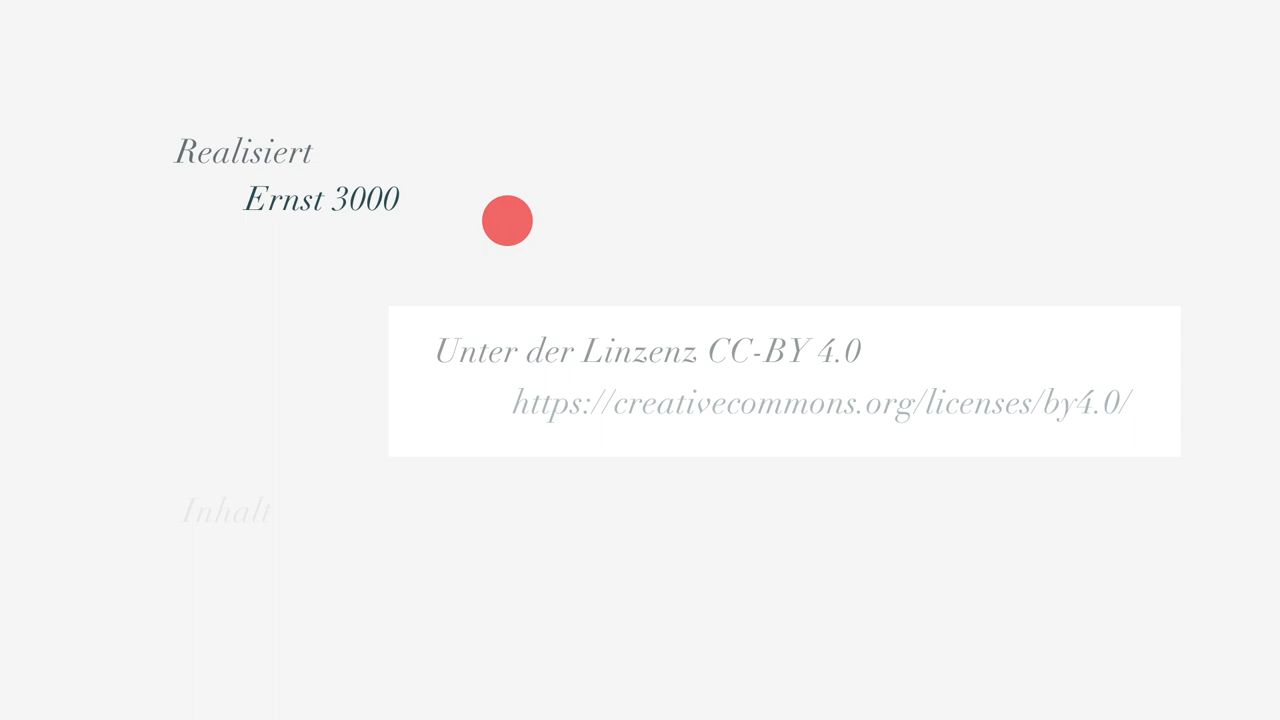 Realisiert
Ernst 3000
Unter der Linzenz CC-BY 4.0
https://creativecommons.org/licenses/by4.0/
Inhalt